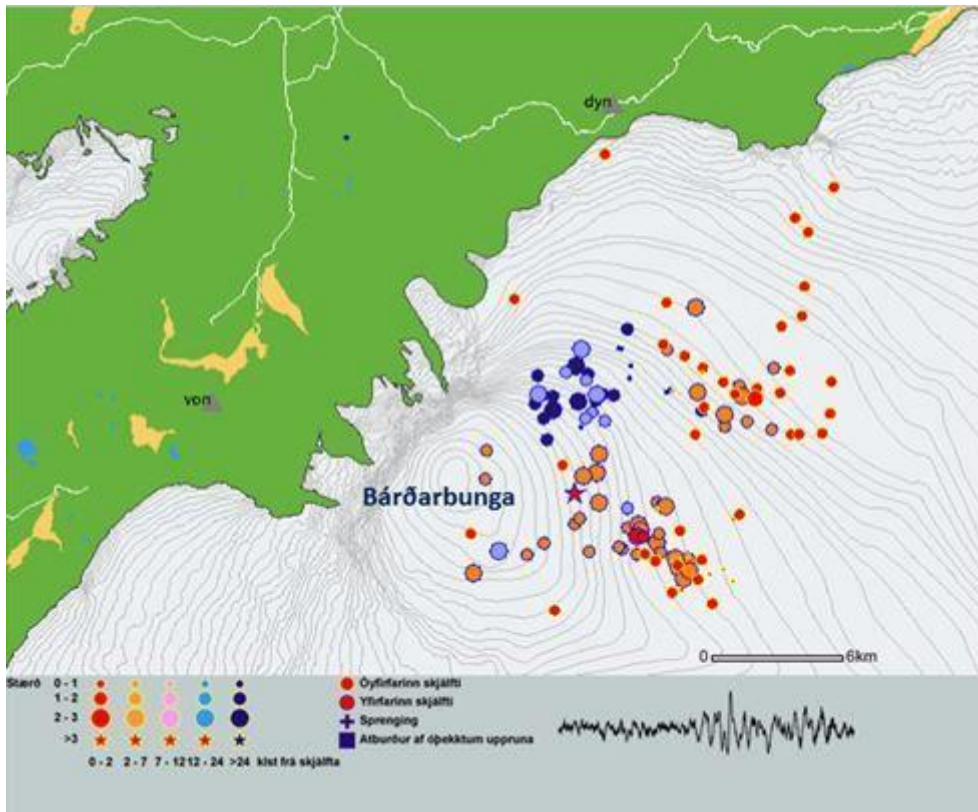 dyn
von
Bárðarbunga
0 6km
Stærð 0 - 1
1 - 2
2 - 3
>3
0 - 2 2 - 7 7 - 12 12 - 24 >24 klst frá skjálfta
Óyfirfarinn skjálfti
Yfirfarinn skjálfti
Sprenging
Atburður af óþekktum uppruna